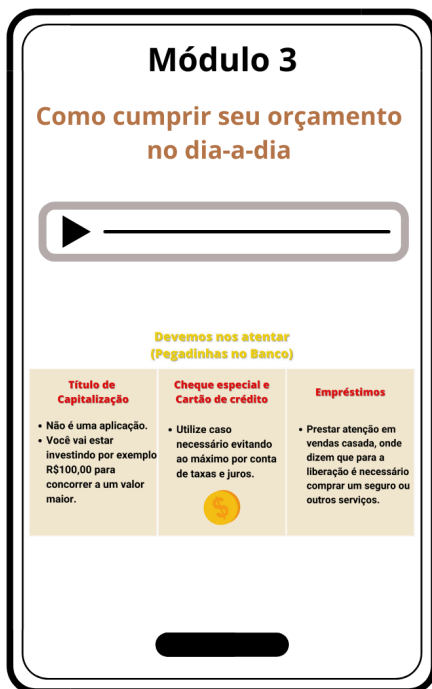 Módulo 3
Como cumprir seu orçamento
no dia-a-dia
Devemos nos atentar
(Pegadinhas no Banco)
Título de
Capitalização
• Não é uma aplicação.
• Você vai estar
investindo por exemplo
R$100,00 para
concorrer a um valor
maior.
Cheque especial e
Cartão de crédito
• Utilize caso
necessário evitando
ao máximo por conta
de taxas e juros.
$
Empréstimos
• Prestar atenção em
vendas casada, onde
dizem que para a
liberação é necessário
comprar um seguro ou
outros serviços.